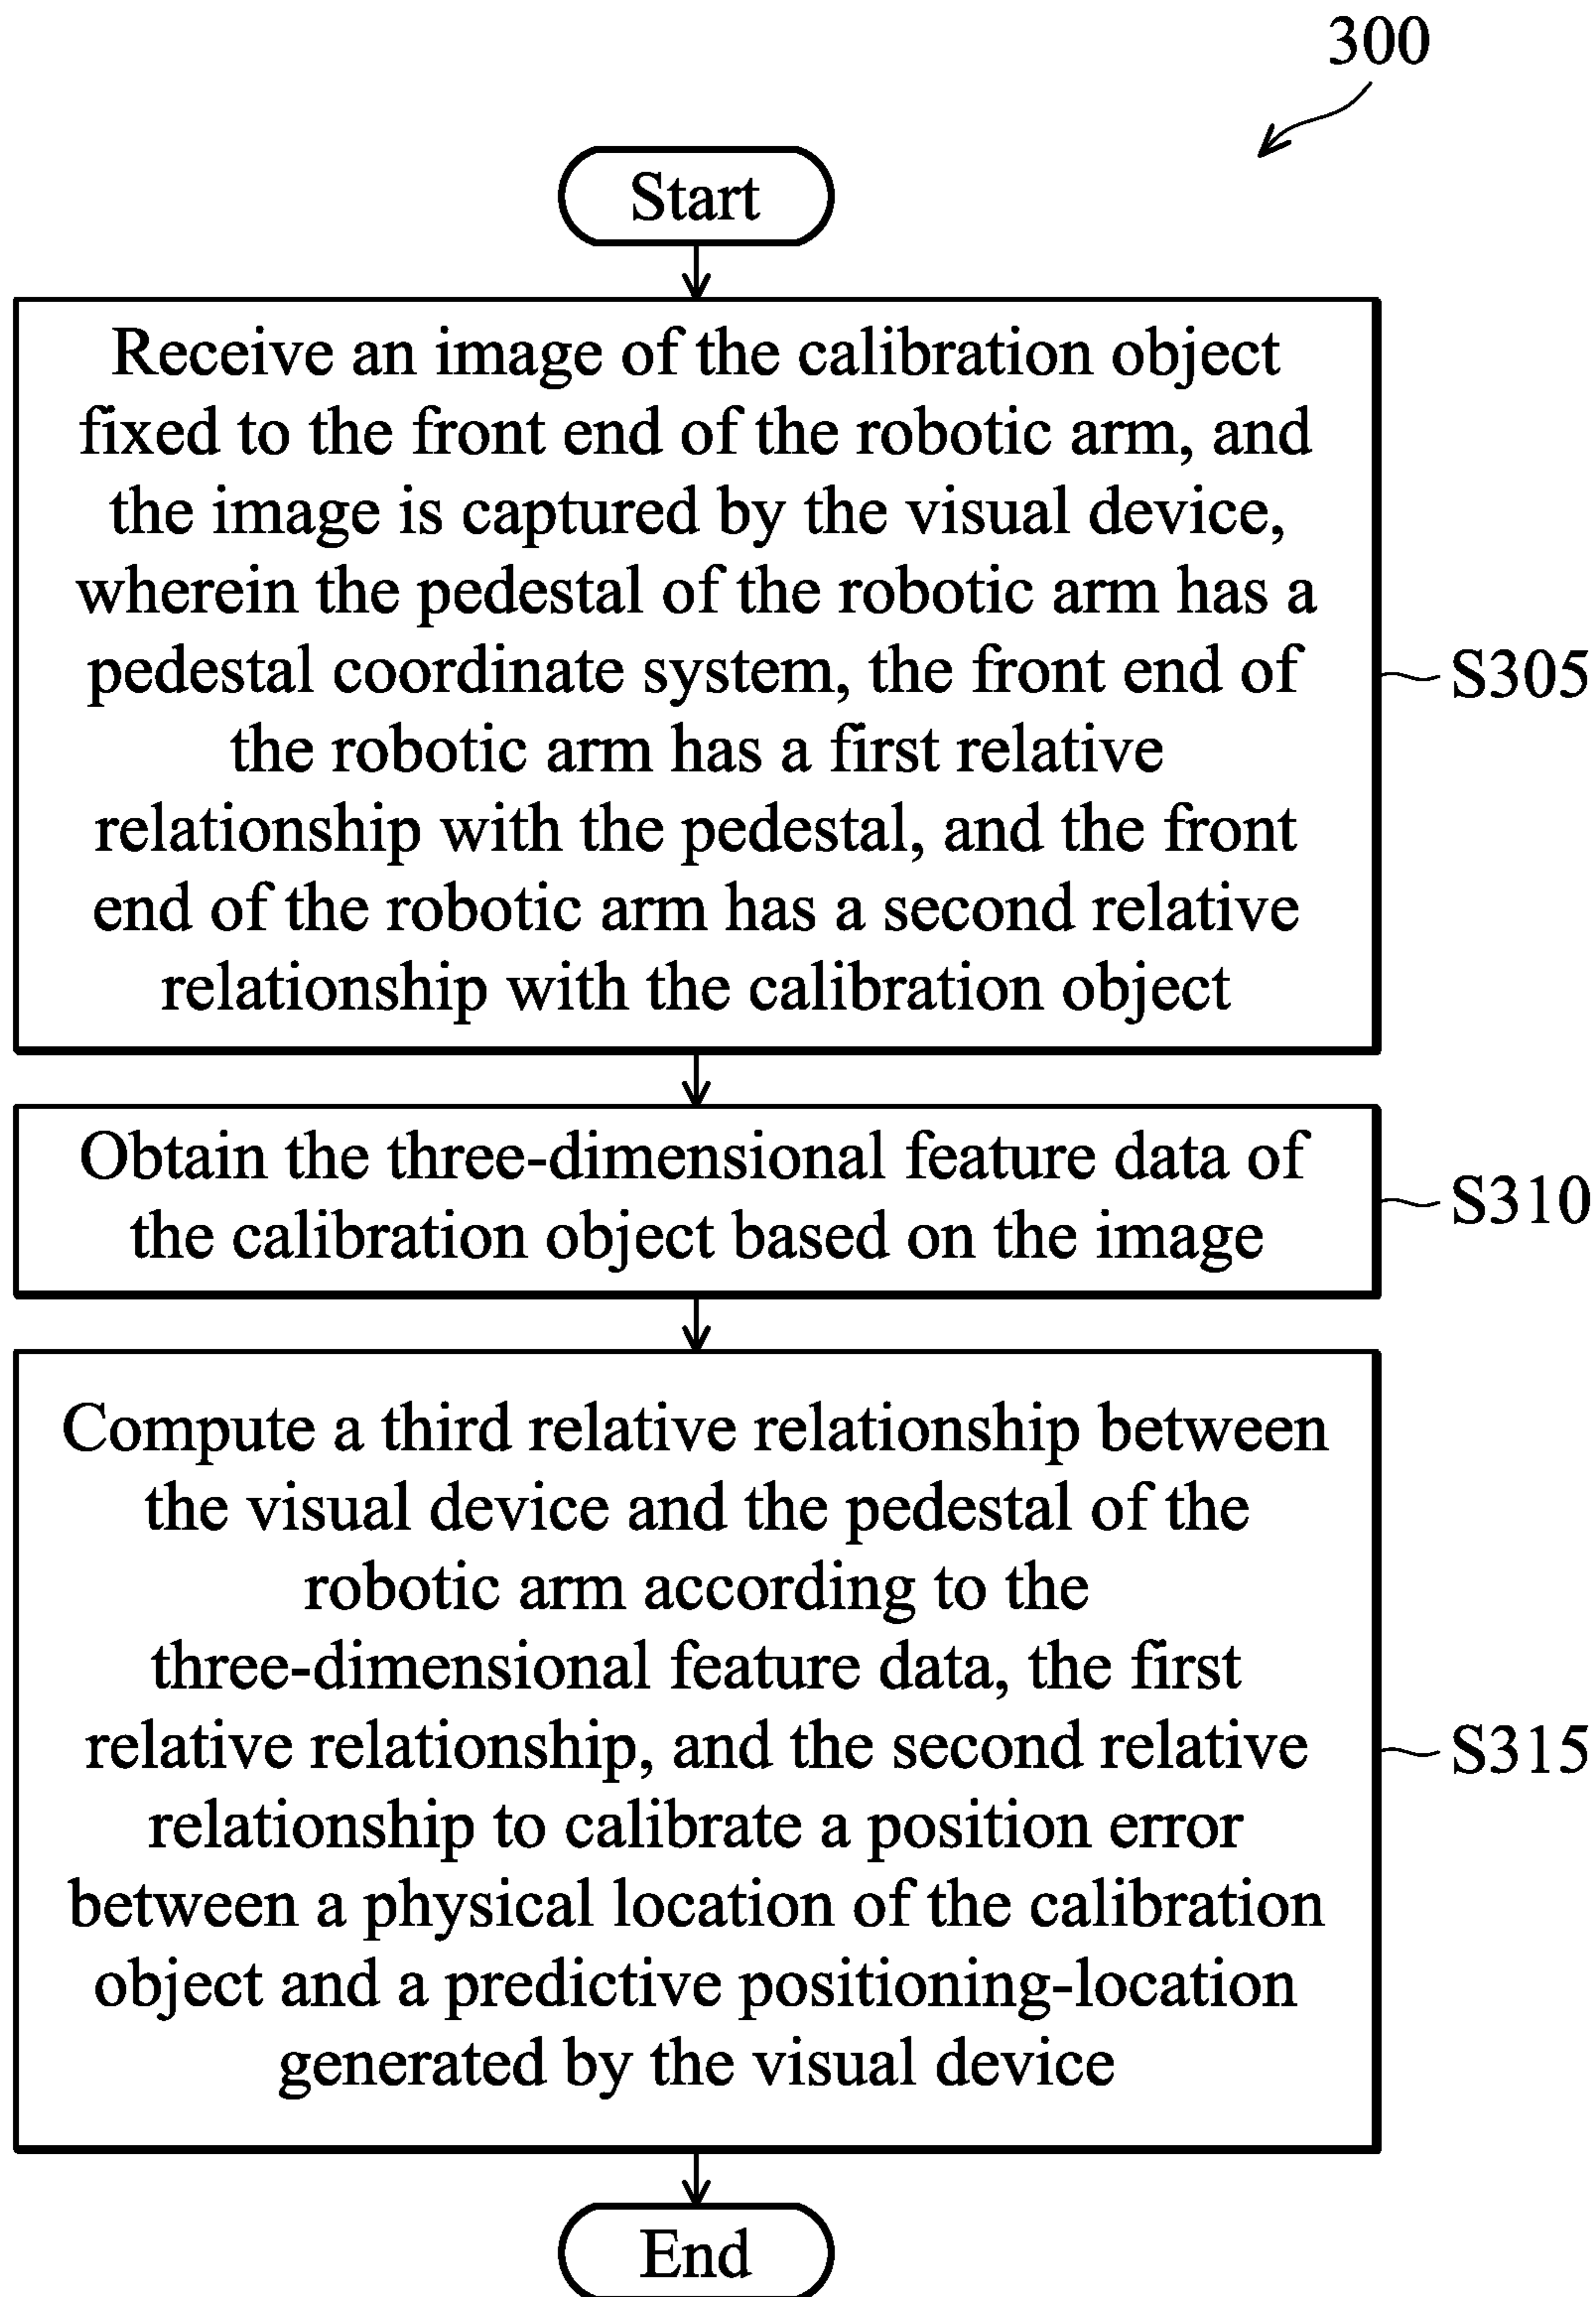 300
Start
Receive an image of the calibration object
fixed to the front end of the robotic arm, and
the image is captured by the visual device,
wherein the pedestal of the robotic arm has a
pedestal coordinate system, the front end of
the robotic arm has a first relative
relationship with the pedestal, and the front
end of the robotic arm has a second relative
relationship with the calibration object
S305
Obtain the three-dimensional feature data of
the calibration object based on the image
S310
Compute a third relative relationship between
the visual device and the pedestal of the
robotic arm according to the
three-dimensional feature data, the first
relative relationship, and the second relative
relationship to calibrate a position error
between a physical location of the calibration
object and a predictive positioning-location
generated by the visual device
S315
End